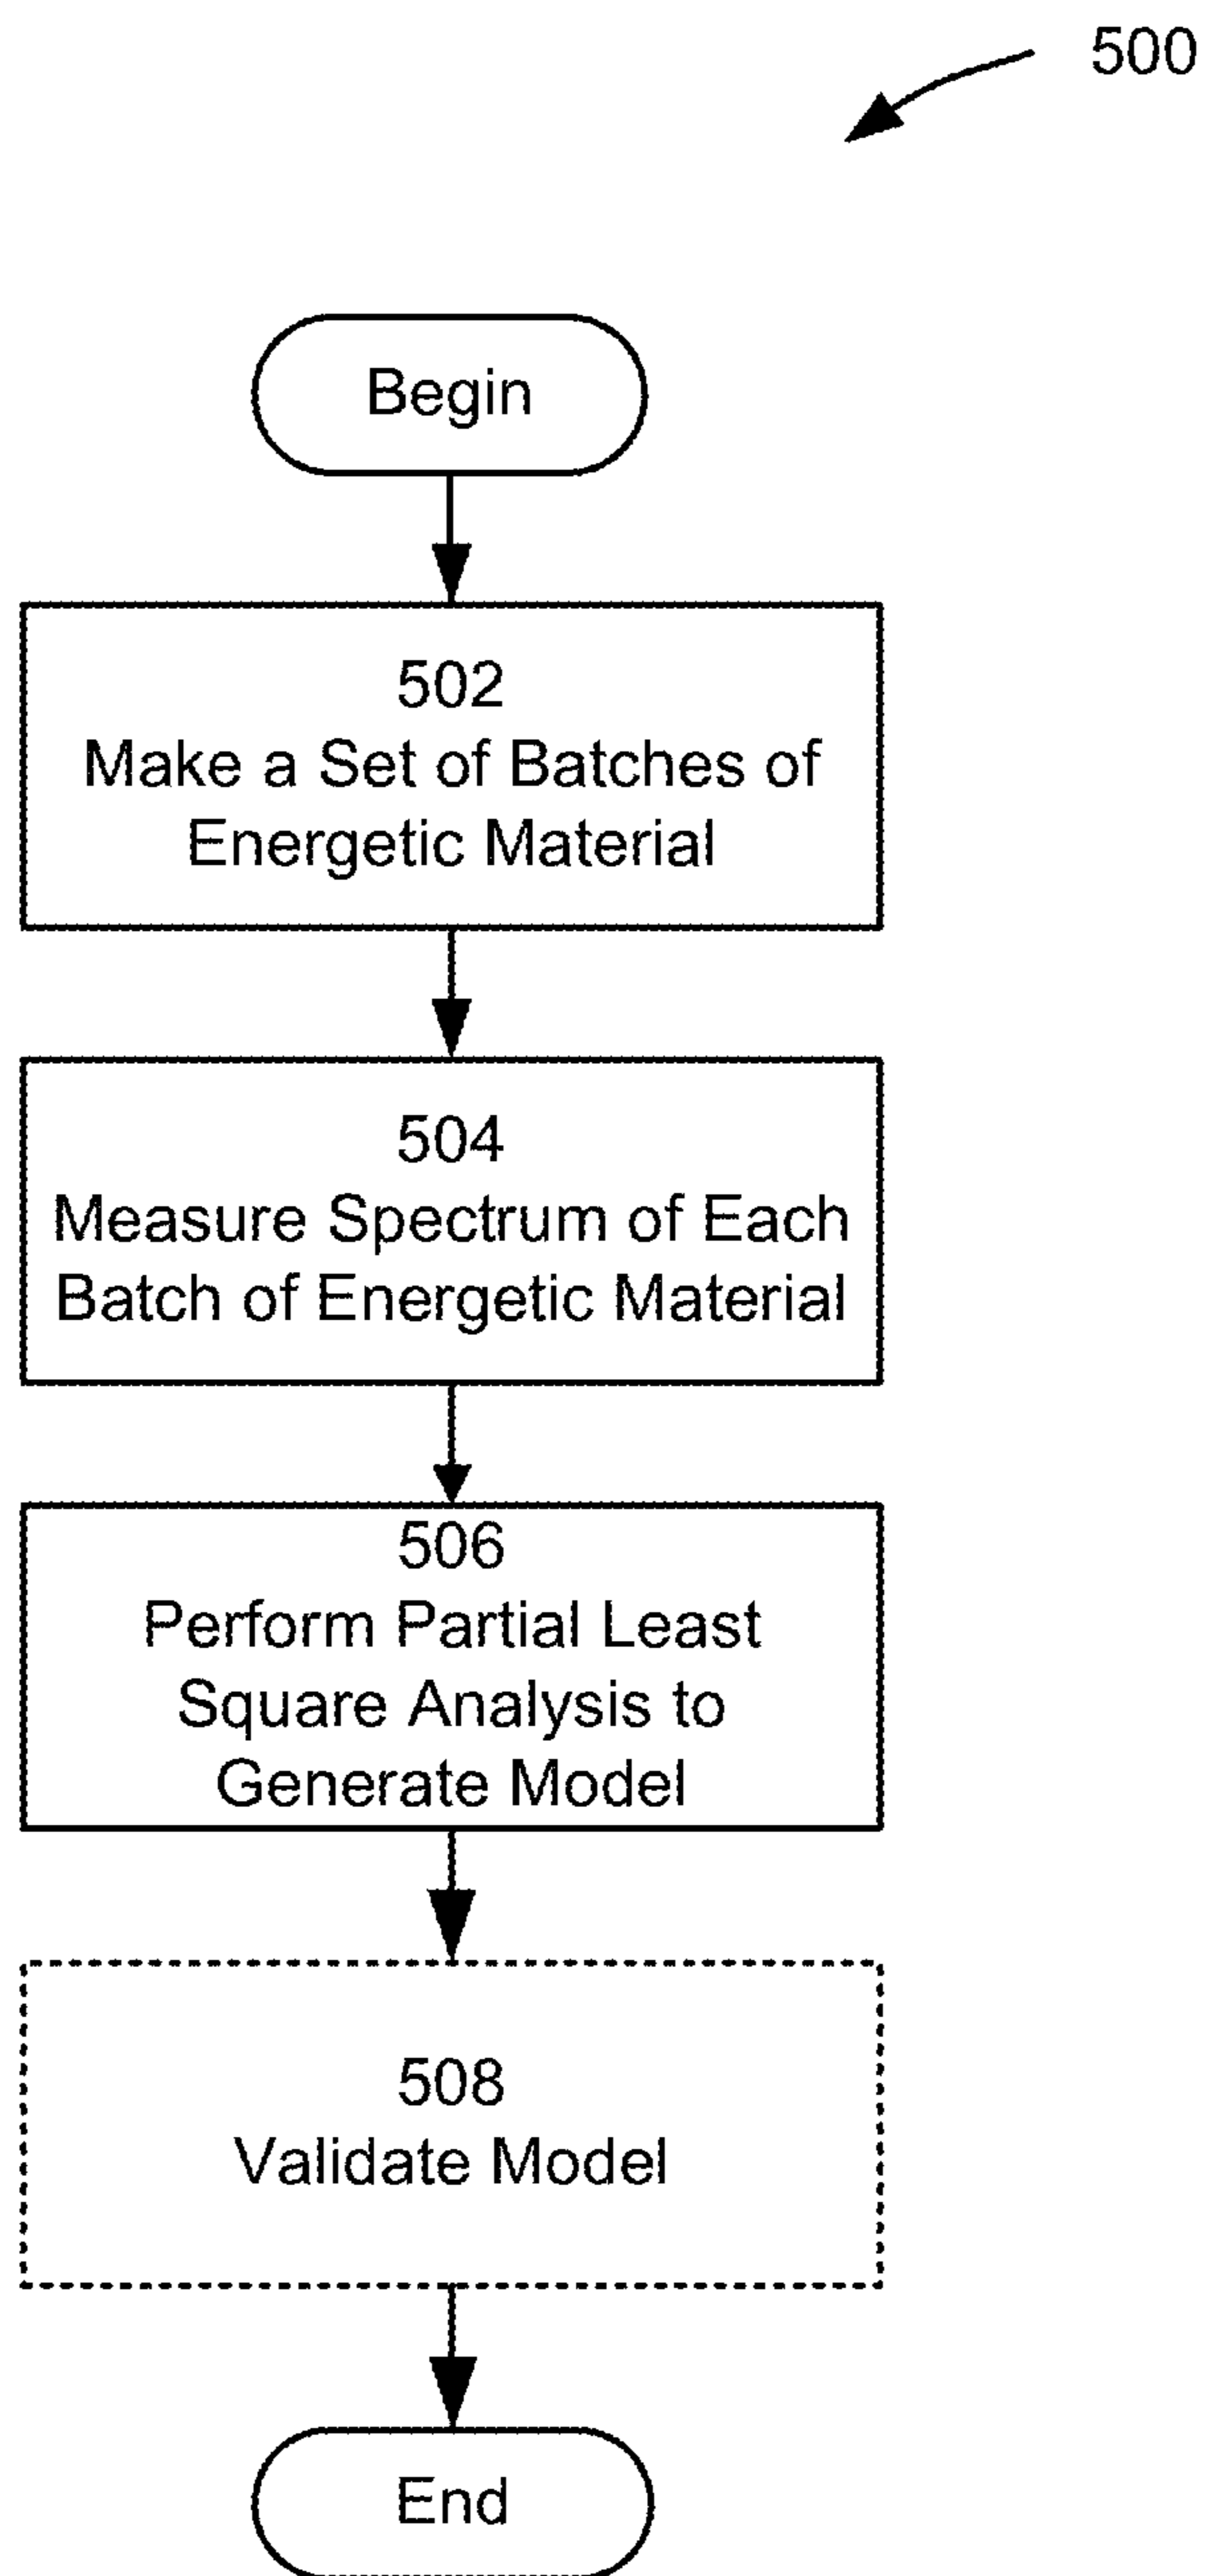 500
Begin
502
Make a Set of Batches of
Energetic Material
504
Measure Spectrum of Each
Batch of Energetic Material
506
Perform Partial Least
Square Analysis to
Generate Model
508
Validate Model
End